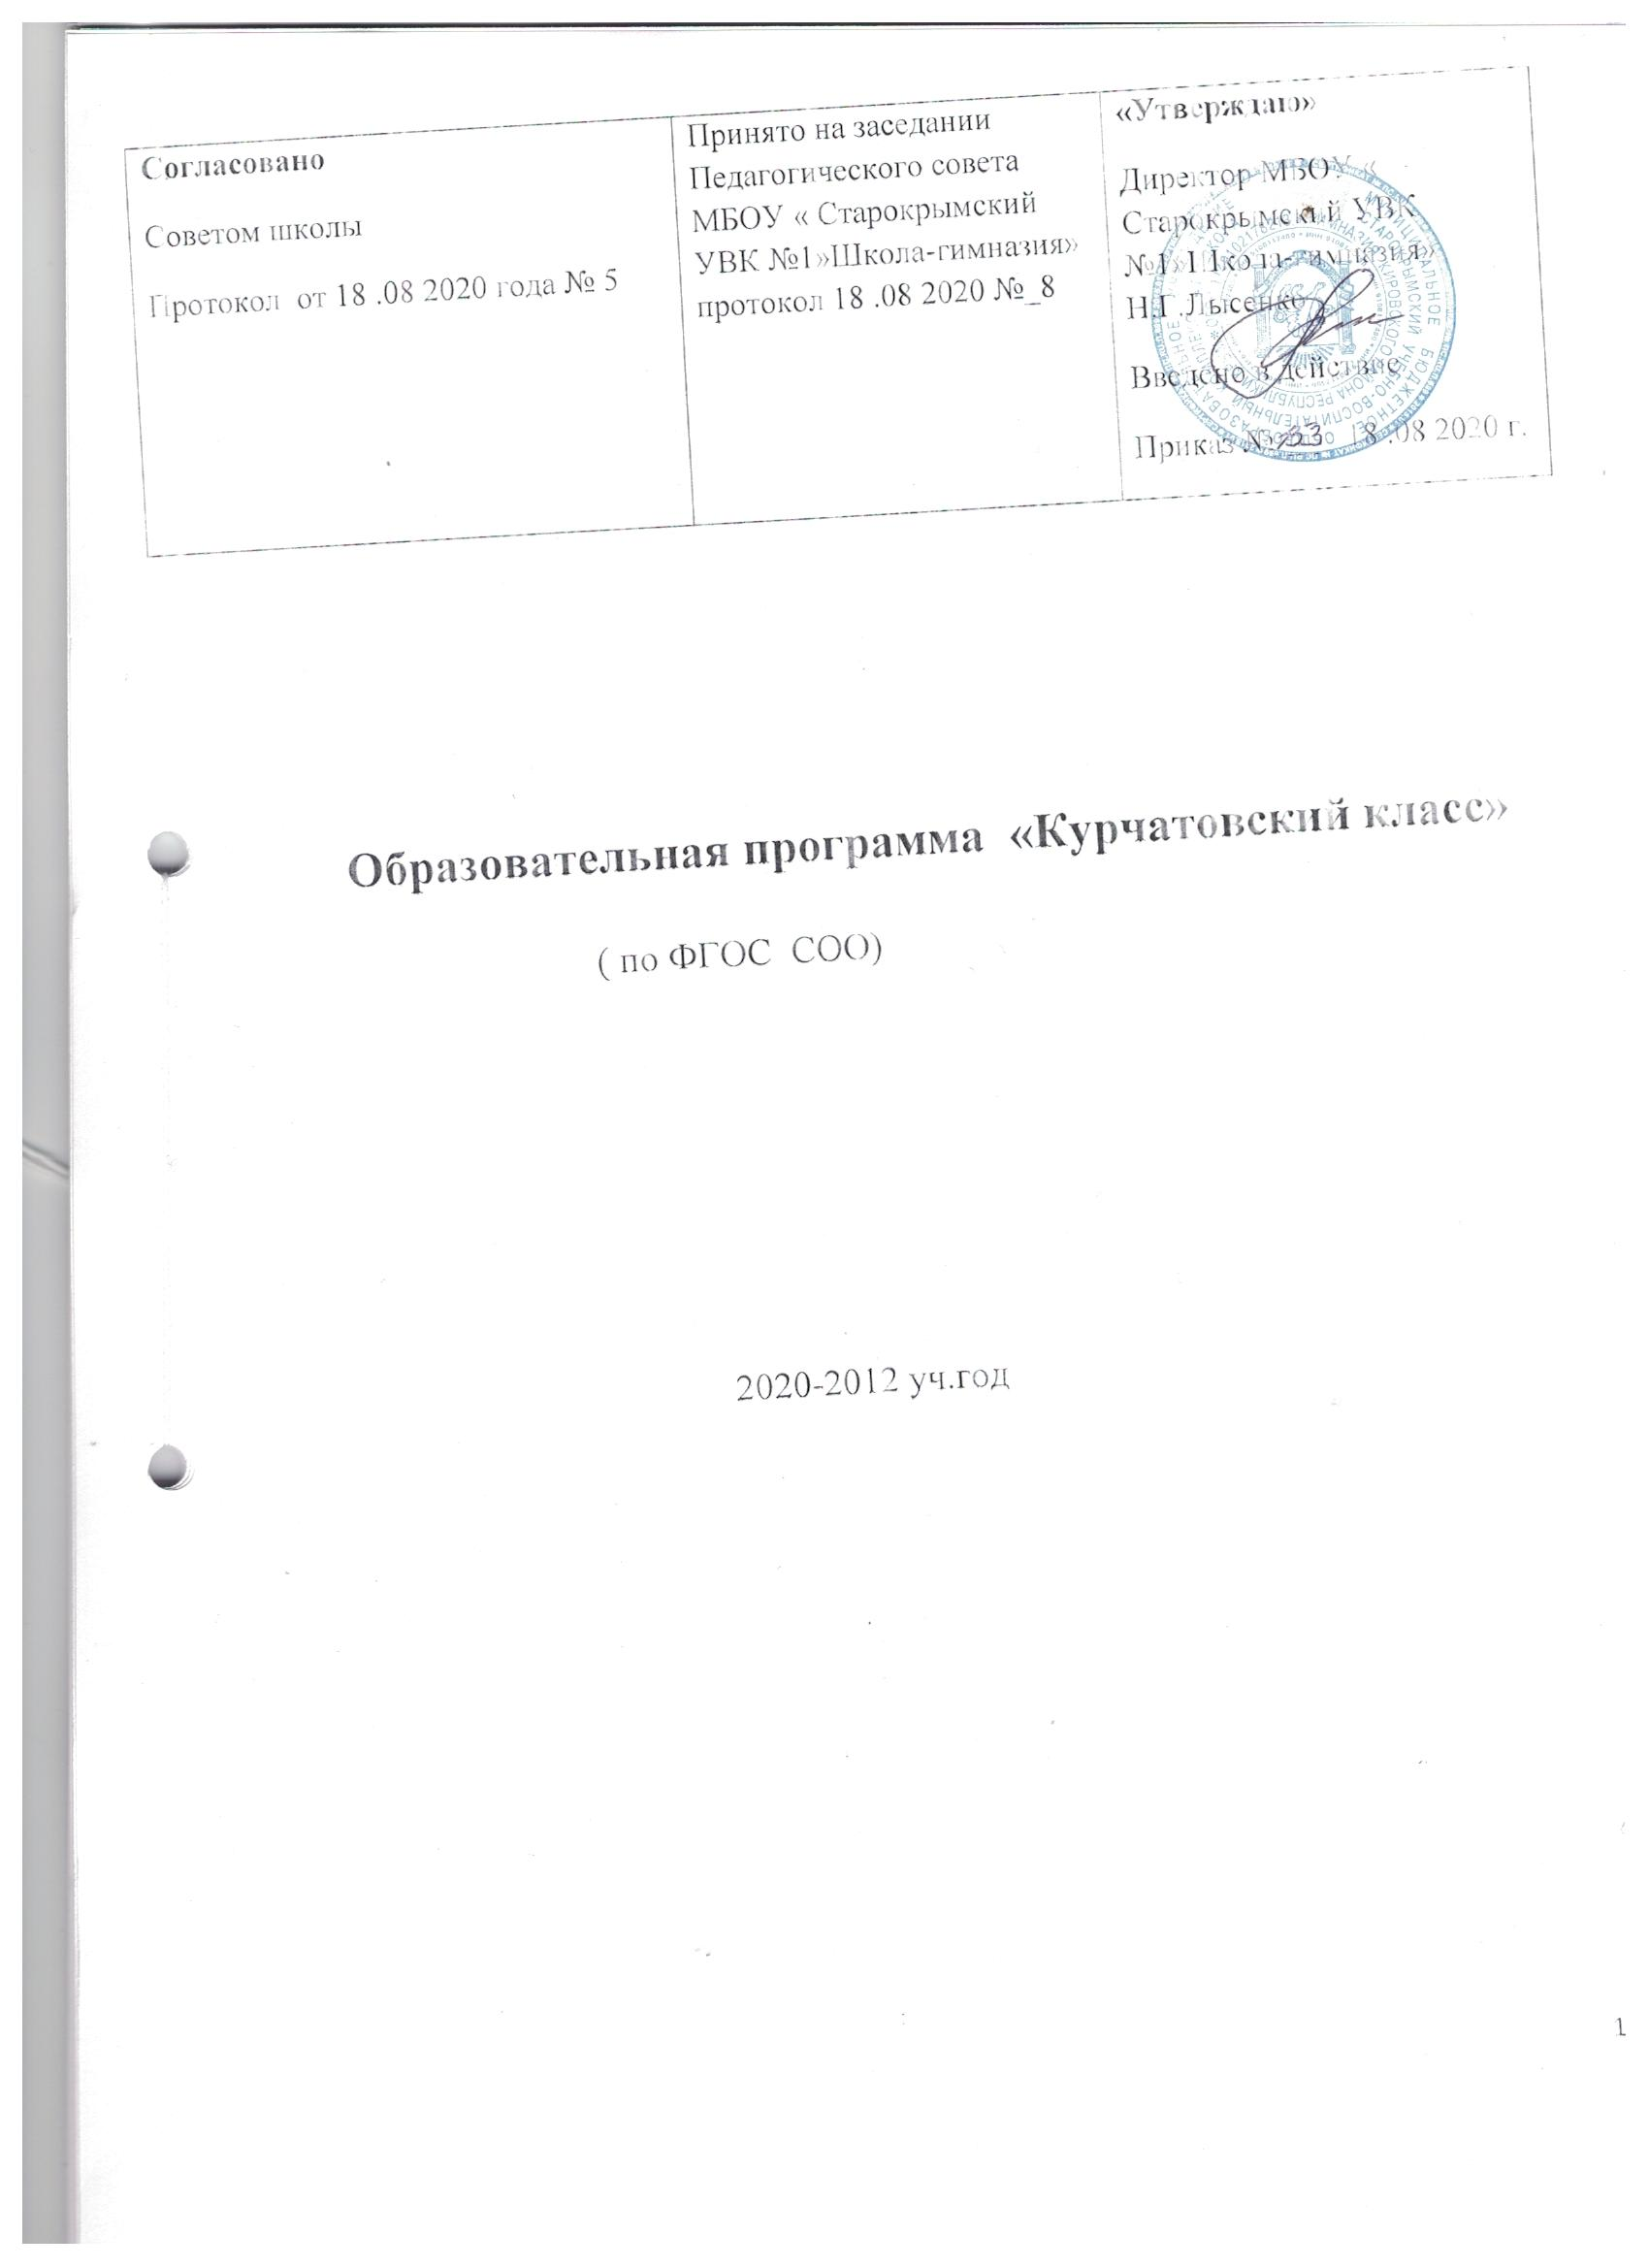 Согласовано
Советом школы
Протокол от 18 .08 2020 года № 5
Принято на заседании
Педагогического совета
МБОУ « Старокрымский
УВК №1»Школа-гимназия»
протокол 18 .08 2020 №_8
«Утверждаю»
Директор МБОУ «
Старокрымский УВК
№1»Школа-гимназия»
Н.Г.Лысенко
Введено в действие
Приказ № 18 .08 2020 г.
Образовательная программа «Курчатовский класс»
( по ФГОС СОО)
2020-2012 уч.год
1